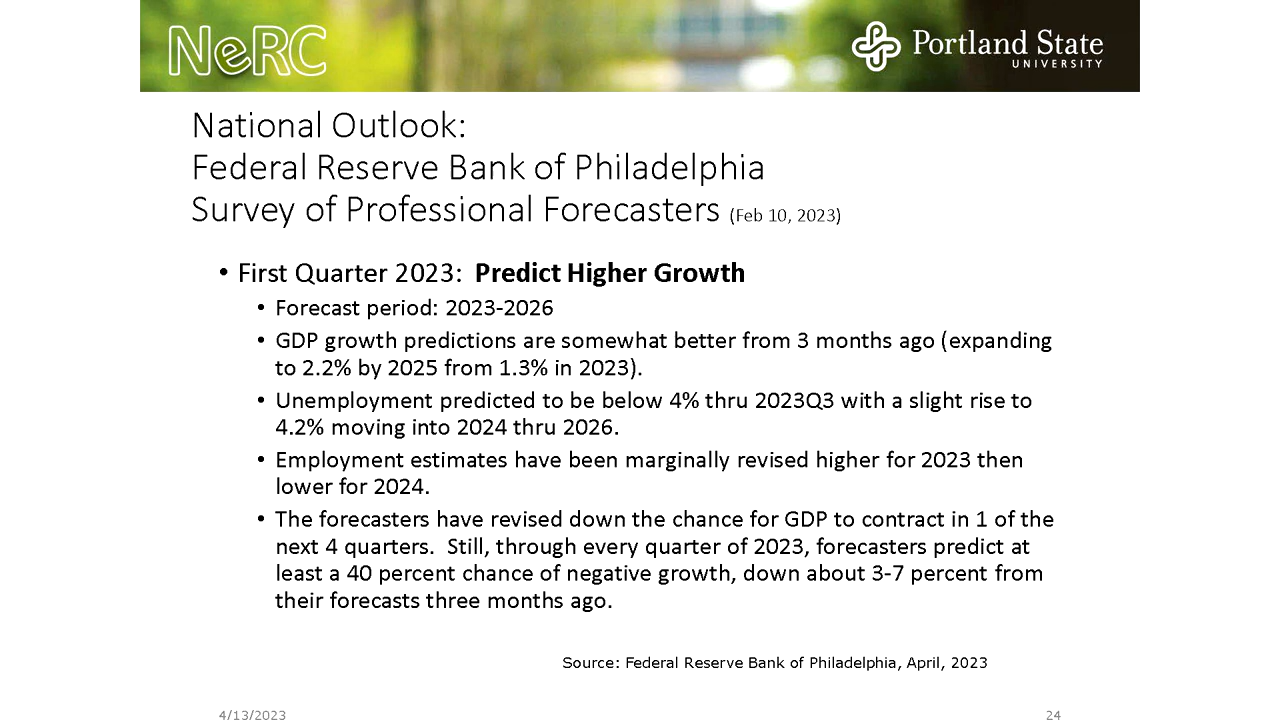 NeRC
Portland State
UNIVERSITY
National Outlook:
Federal Reserve Bank of Philadelphia
Survey of Professional Forecasters (Feb 10, 2023)
• First Quarter 2023:  Predict Higher Growth
• Forecast period: 2023-2026
• GDP growth predictions are somewhat better from 3 months ago (expanding
to 2.2% by 2025 from 1.3% in 2023).
• Unemployment predicted to be below 4% thru 2023Q3 with a slight rise to
4.2% moving into 2024 thru 2026.
• Employment estimates have been marginally revised higher for 2023 then
lower for 2024.
• The forecasters have revised down the chance for GDP to contract in 1 of the
next 4 quarters.  Still, through every quarter of 2023, forecasters predict at
least a 40 percent chance of negative growth, down about 3-7 percent from
their forecasts three months ago.
Source: Federal Reserve Bank of Philadelphia, April, 2023
4/13/2023
24